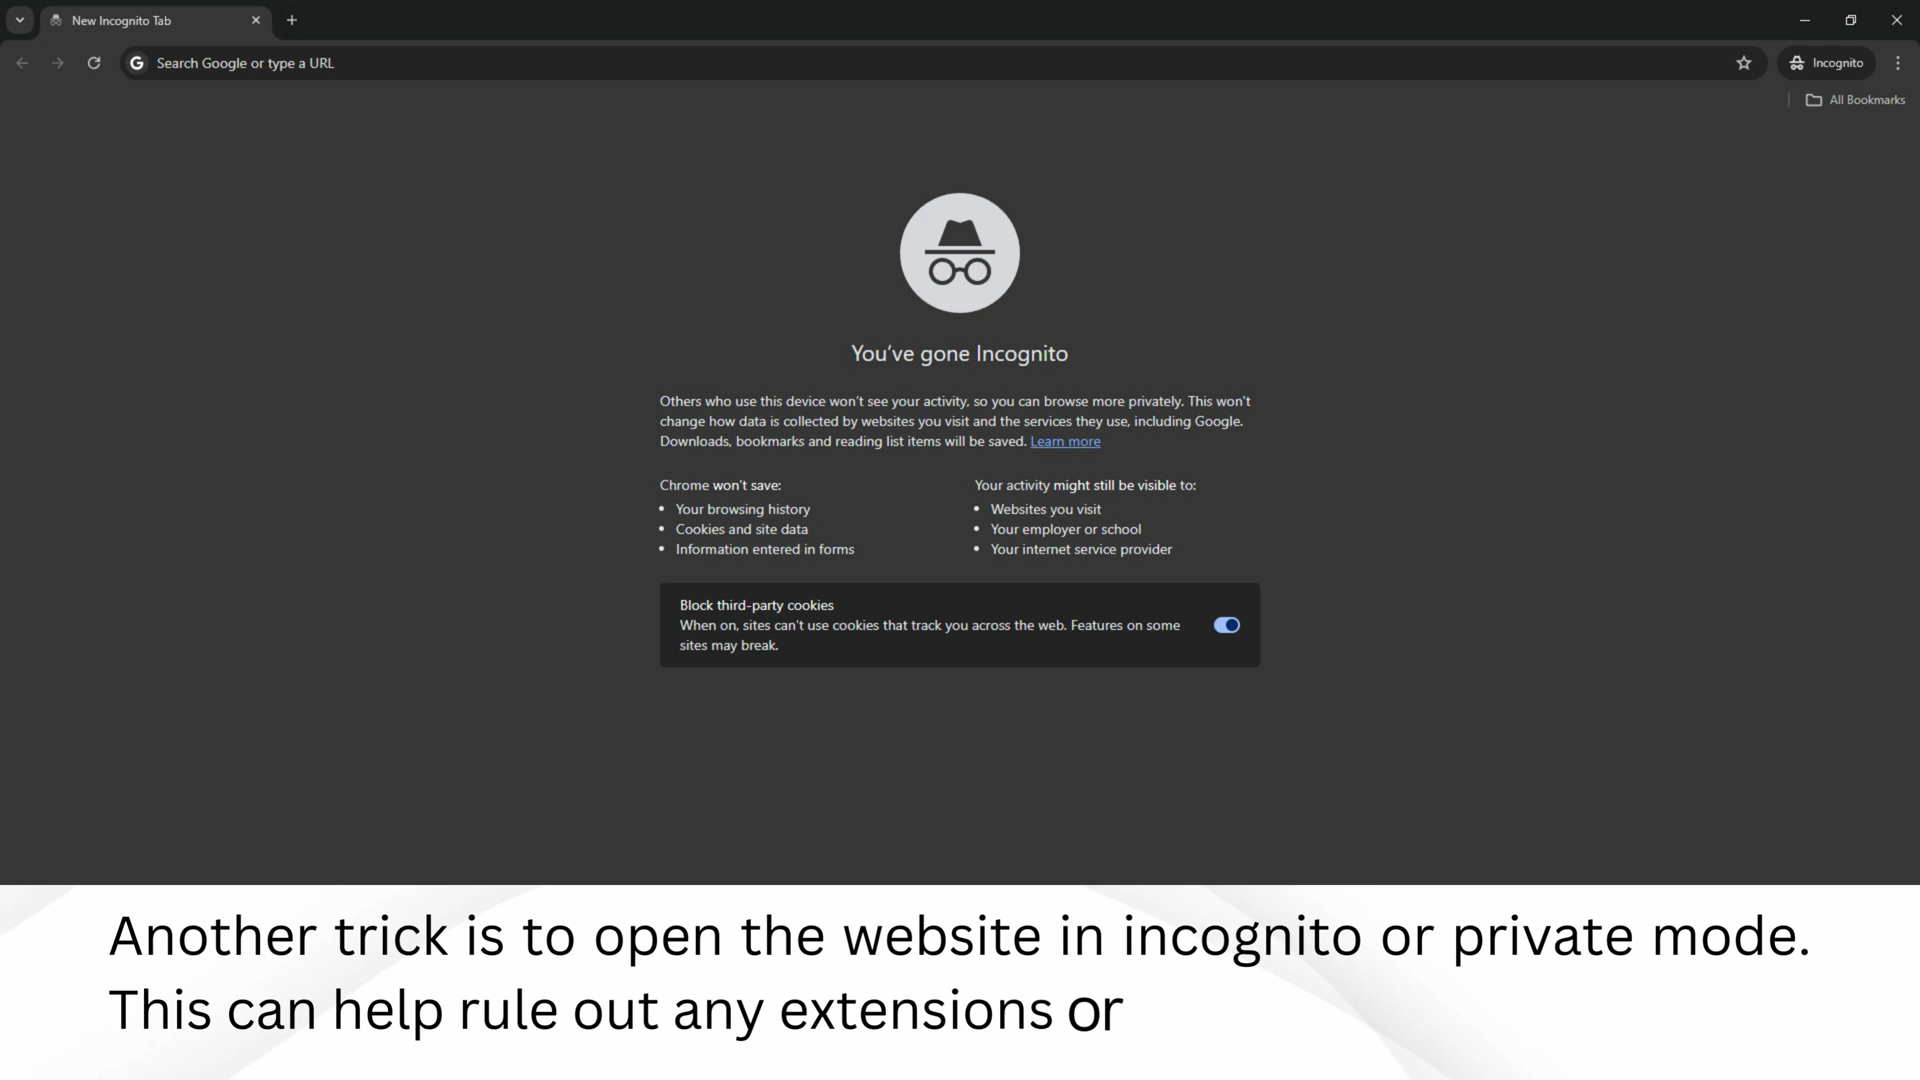 New Incognito Tab
Search Google or type a URL
Incognito
All Bookmarks
You've gone Incognito
Others who use this device won't see your activity, so you can browse more privately. This won't
change how data is collected by websites you visit and the services they use, including Google.
Downloads, bookmarks and reading list items will be saved. Learn more
Chrome won't save:
• Your browsing history
• Cookies and site data
• Information entered in forms
Your activity might still be visible to:
• Websites you visit
• Your employer or school
• Your internet service provider
Block third-party cookies
When on, sites can't use cookies that track you across the web. Features on some
sites may break.
Another trick is to open the website in incognito or private mode.
This can help rule out any extensions or